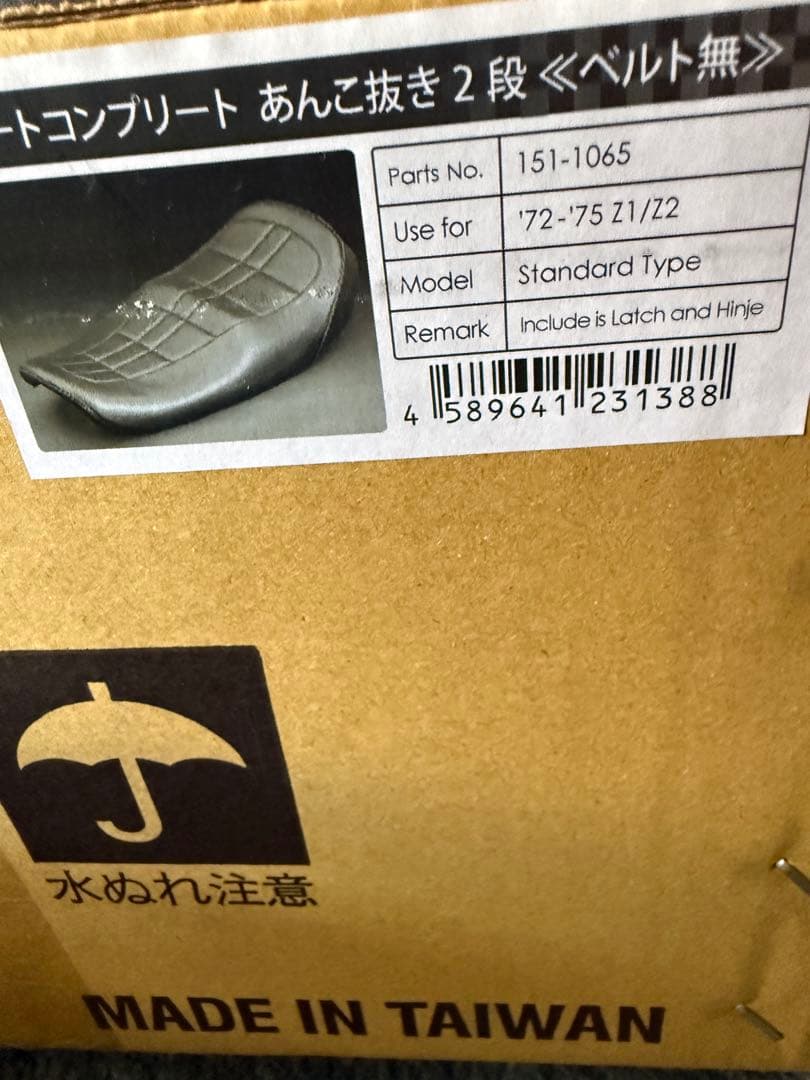 ートコンプリート あんこ抜き2段≪ベルト無≫
Parts No. 151-1065
Use for '72-'75 Z1/Z2
Model Standard Type
Remark Include is Latch and Hinje
4 589641 231388
水ぬれ注意
MADE IN TAIWAN